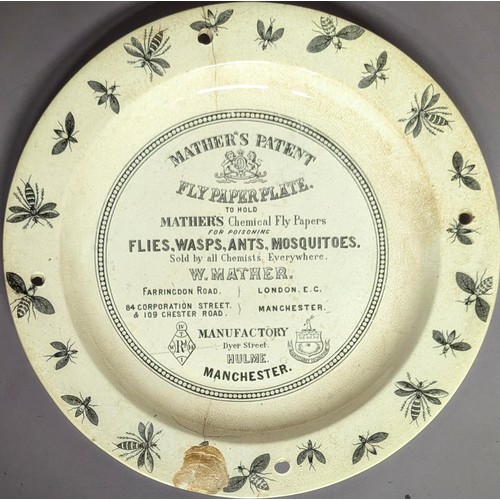 MATHER'S PATENT
FLY PAPER PLATE.
TO HOLD
MATHER'S Chemical Fly Papers
FOR POISONING
FLIES, WASPS, ANTS, MOSQUITOES.
Sold by all Chemists, Everywhere.
W. MATHER.
FARRINGDON ROAD, } LONDON. E.C.
84 CORPORATION STREET. & 109 CHESTER ROAD. } MANCHESTER.
MANUFACTORY
Dyer Street.
HULME.
MANCHESTER.